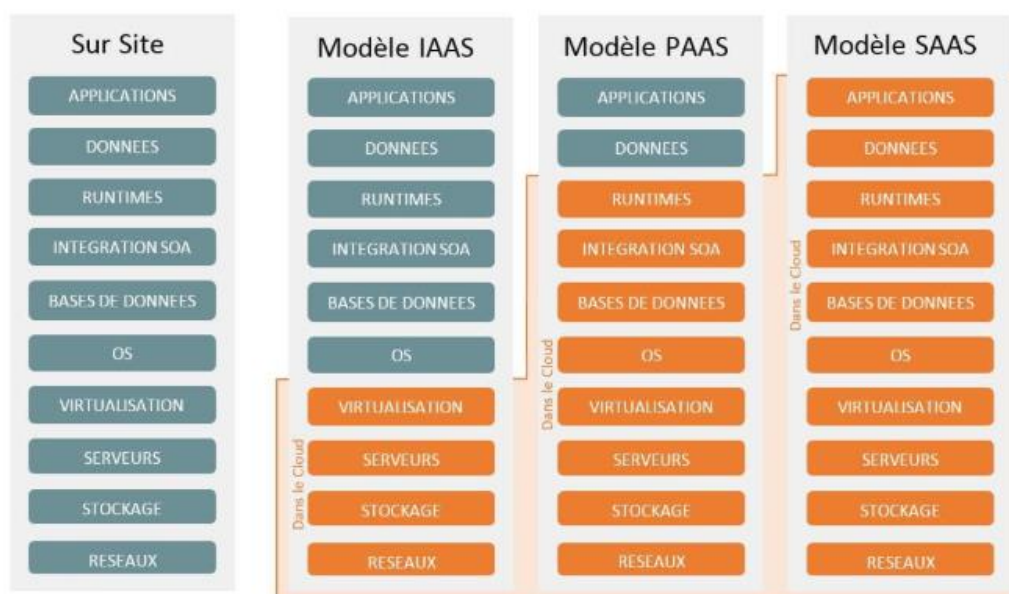 Sur Site
APPLICATIONS
DONNEES
RUNTIMES
INTEGRATION SOA
BASES DE DONNEES
OS
VIRTUALISATION
SERVEURS
STOCKAGE
RESEAUX
Modèle IAAS
APPLICATIONS
DONNEES
RUNTIMES
INTEGRATION SOA
BASES DE DONNEES
OS
VIRTUALISATION
SERVEURS
STOCKAGE
RESEAUX
Dans le Cloud
Modèle PAAS
APPLICATIONS
DONNEES
RUNTIMES
INTEGRATION SOA
BASES DE DONNEES
OS
VIRTUALISATION
SERVEURS
STOCKAGE
RESEAUX
Dans le Cloud
Modèle SAAS
APPLICATIONS
DONNEES
RUNTIMES
INTEGRATION SOA
BASES DE DONNEES
OS
VIRTUALISATION
SERVEURS
STOCKAGE
RESEAUX
Dans le Cloud